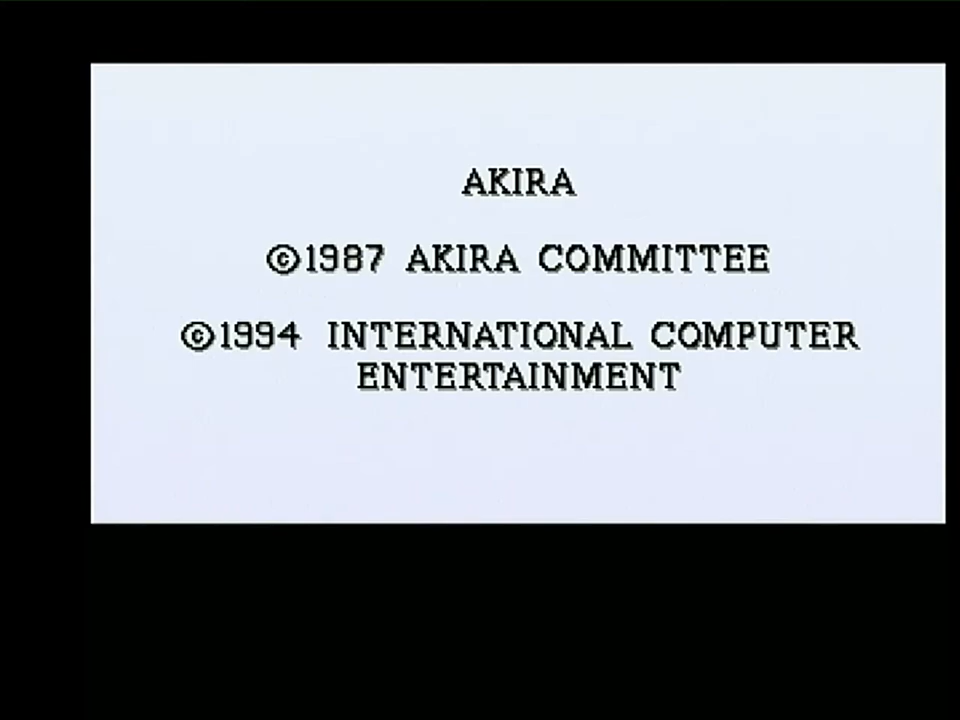 AKIRA
©1987 AKIRA COMMITTEE
©1994 INTERNATIONAL COMPUTER
ENTERTAINMENT